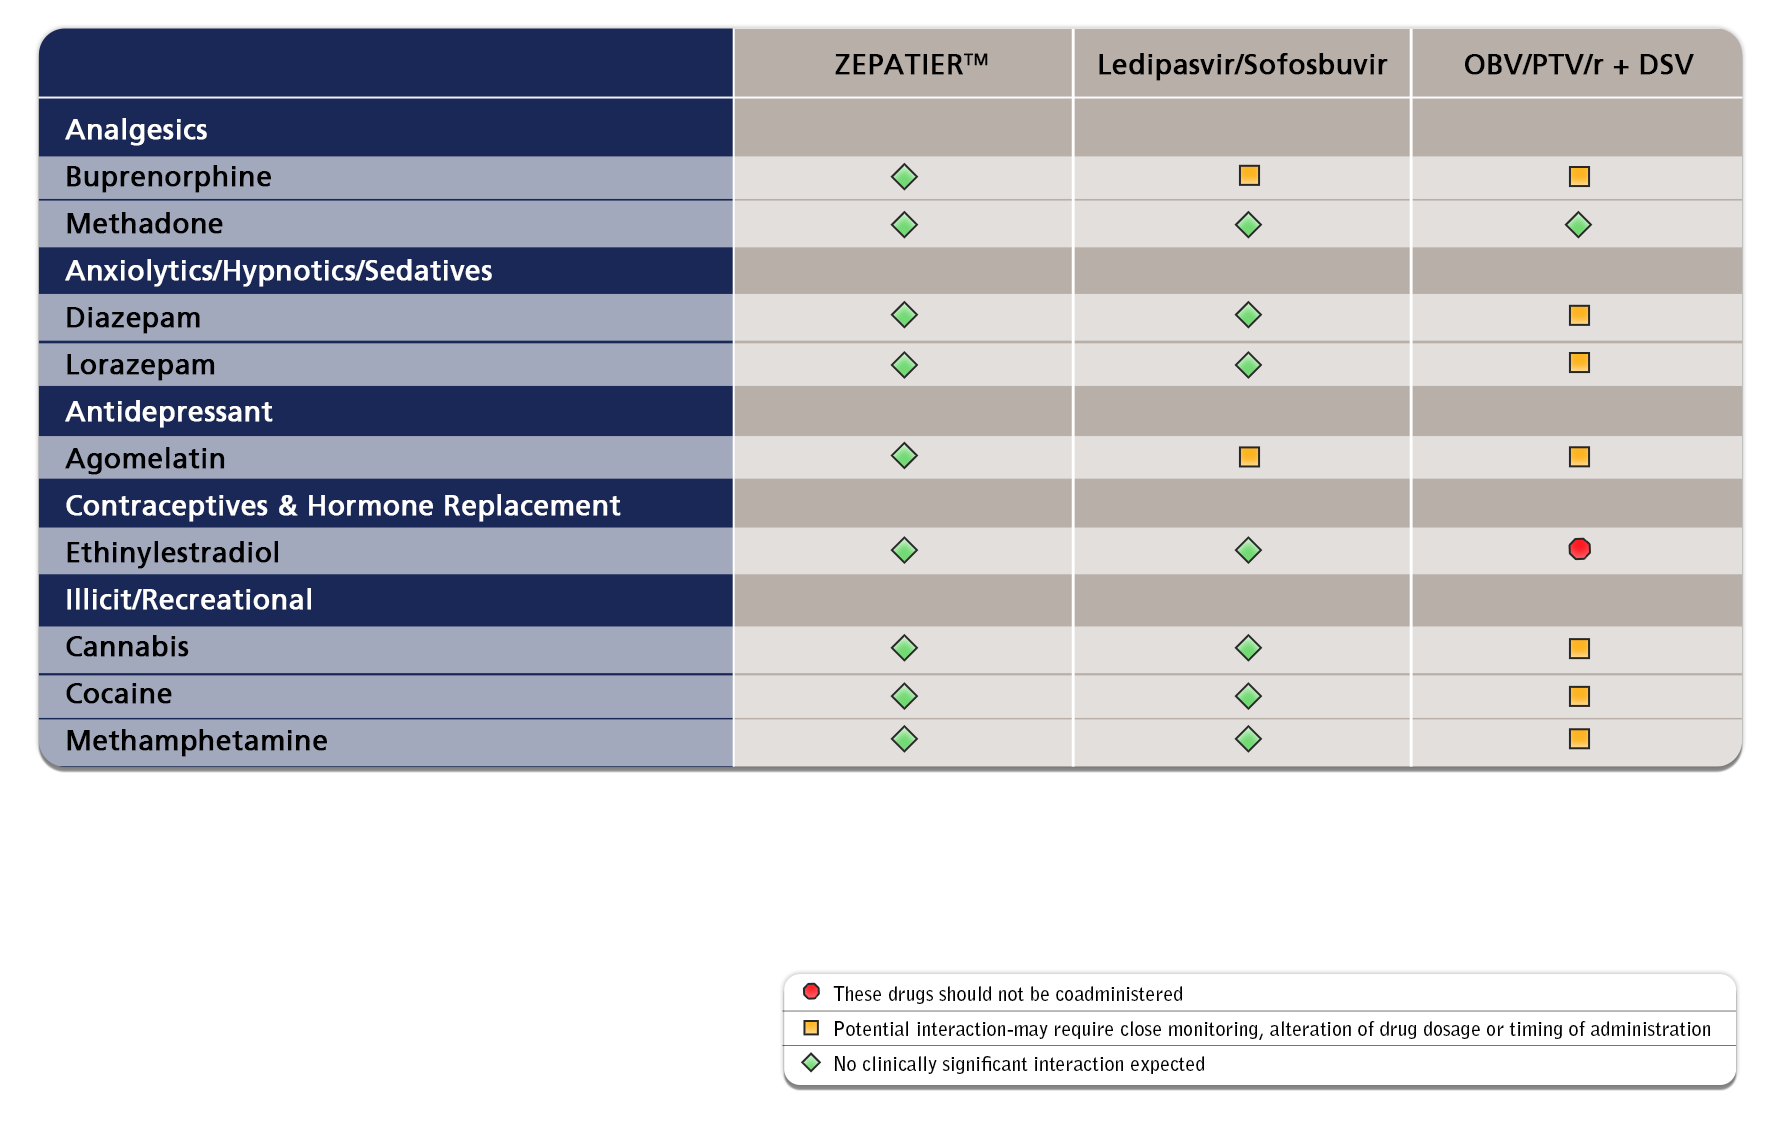 ZEPATIER™ Ledipasvir/Sofosbuvir OBV/PTV/r + DSV
Analgesics
Buprenorphine
Methadone
Anxiolytics/Hypnotics/Sedatives
Diazepam
Lorazepam
Antidepressant
Agomelatin
Contraceptives & Hormone Replacement
Ethinylestradiol
Illicit/Recreational
Cannabis
Cocaine
Methamphetamine
These drugs should not be coadministered
Potential interaction-may require close monitoring, alteration of drug dosage or timing of administration
No clinically significant interaction expected